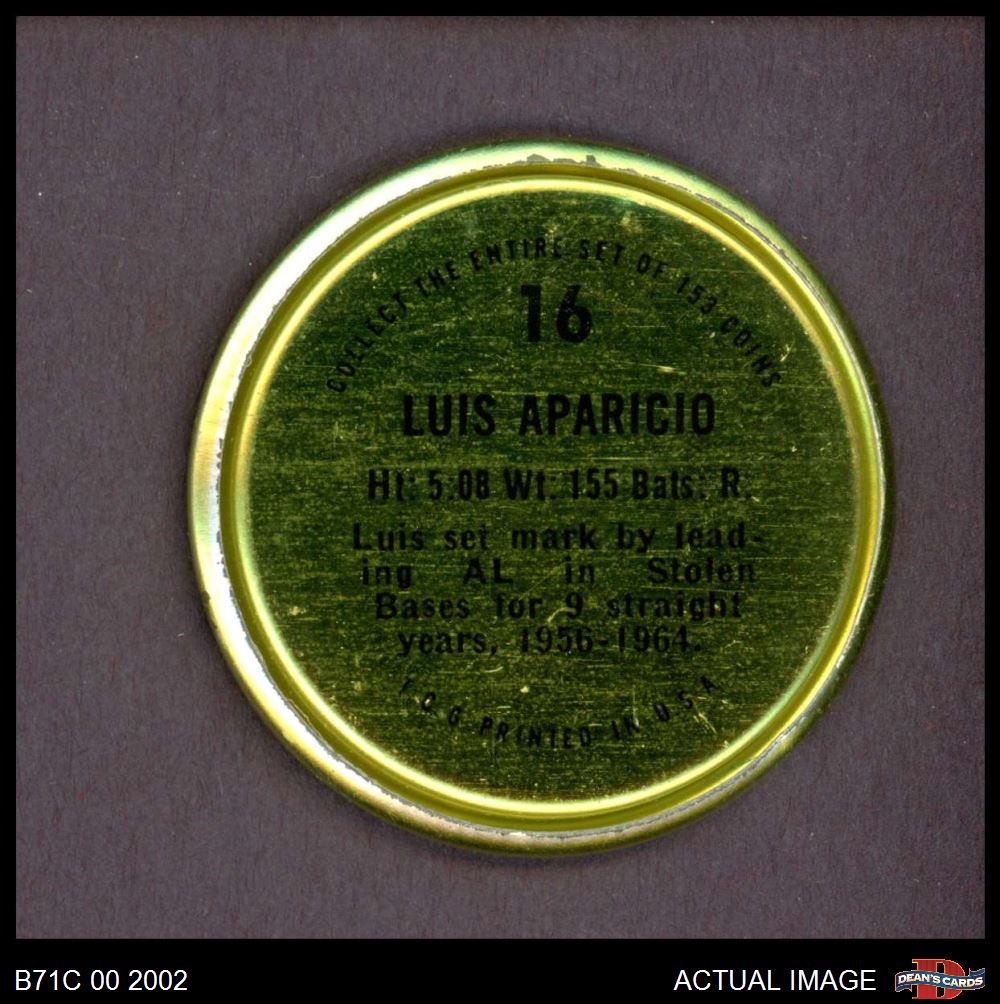 COLLECT THE ENTIRE SET OF 153 COINS
16
LUIS APARICIO
Ht: 5.08 Wt: 155 Bats: R.
Luis set mark by lead-
ing AL in Stolen
Bases for 9 straight
years, 1956-1964.
T.C.G. PRINTED IN U.S.A.
B71C 00 2002
ACTUAL IMAGE
DEAN'S CARDS